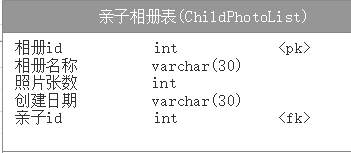 亲子相册表(ChildPhotoList)
相册id int <pk>
相册名称 varchar(30)
照片张数 int
创建日期 varchar(30)
亲子id int <fk>